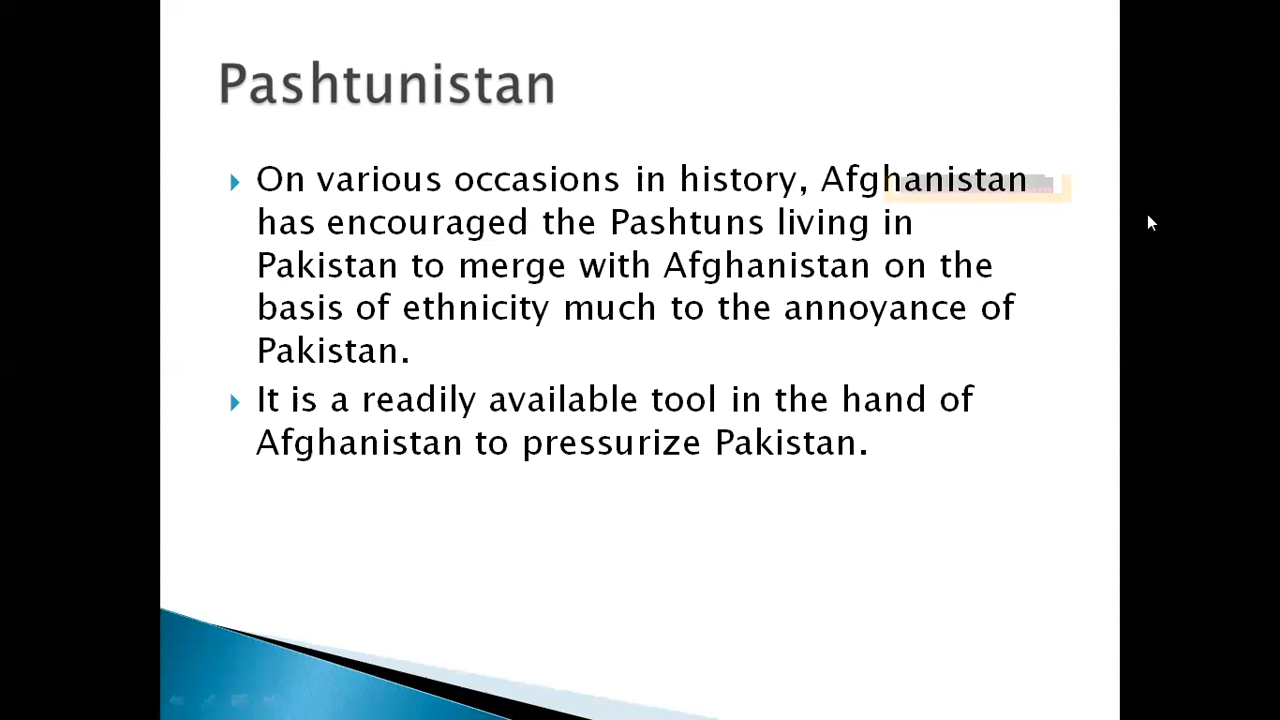 Pashtunistan
On various occasions in history, Afghanistan
has encouraged the Pashtuns living in
Pakistan to merge with Afghanistan on the
basis of ethnicity much to the annoyance of
Pakistan.
It is a readily available tool in the hand of
Afghanistan to pressurize Pakistan.